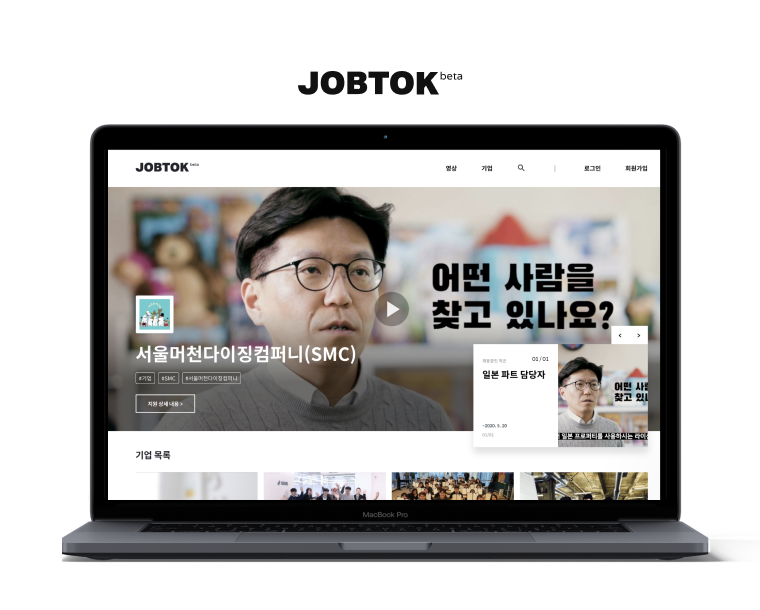 JOBTOK beta
JOBTOK beta
영상 기업 로그인 회원가입
어떤 사람을
찾고 있나요?
서울머천다이징컴퍼니(SMC)
#기업 #SMC #서울머천다이징컴퍼니
지원 상세 내용 >
01/01
일본 파트 담당자
~2020. 5. 20
01/01
어떤 사
찾고 있
일본 프로퍼티를 사용하시는 라이
기업 목록
MacBook Pro